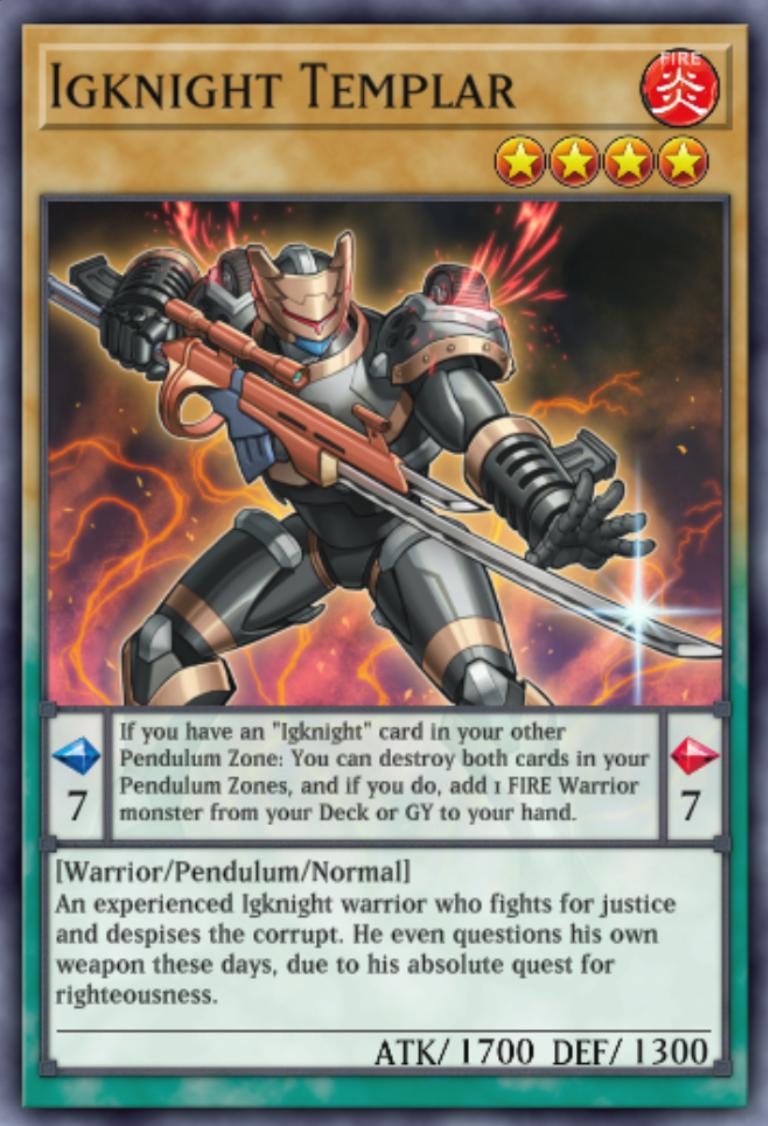 Igknight Templar
FIRE
炎
If you have an "Igknight" card in your other
Pendulum Zone: You can destroy both cards in your
Pendulum Zones, and if you do, add 1 FIRE Warrior
monster from your Deck or GY to your hand.
7
7
[Warrior/Pendulum/Normal]
An experienced Igknight warrior who fights for justice
and despises the corrupt. He even questions his own
weapon these days, due to his absolute quest for
righteousness.
ATK/ 1700 DEF/ 1300